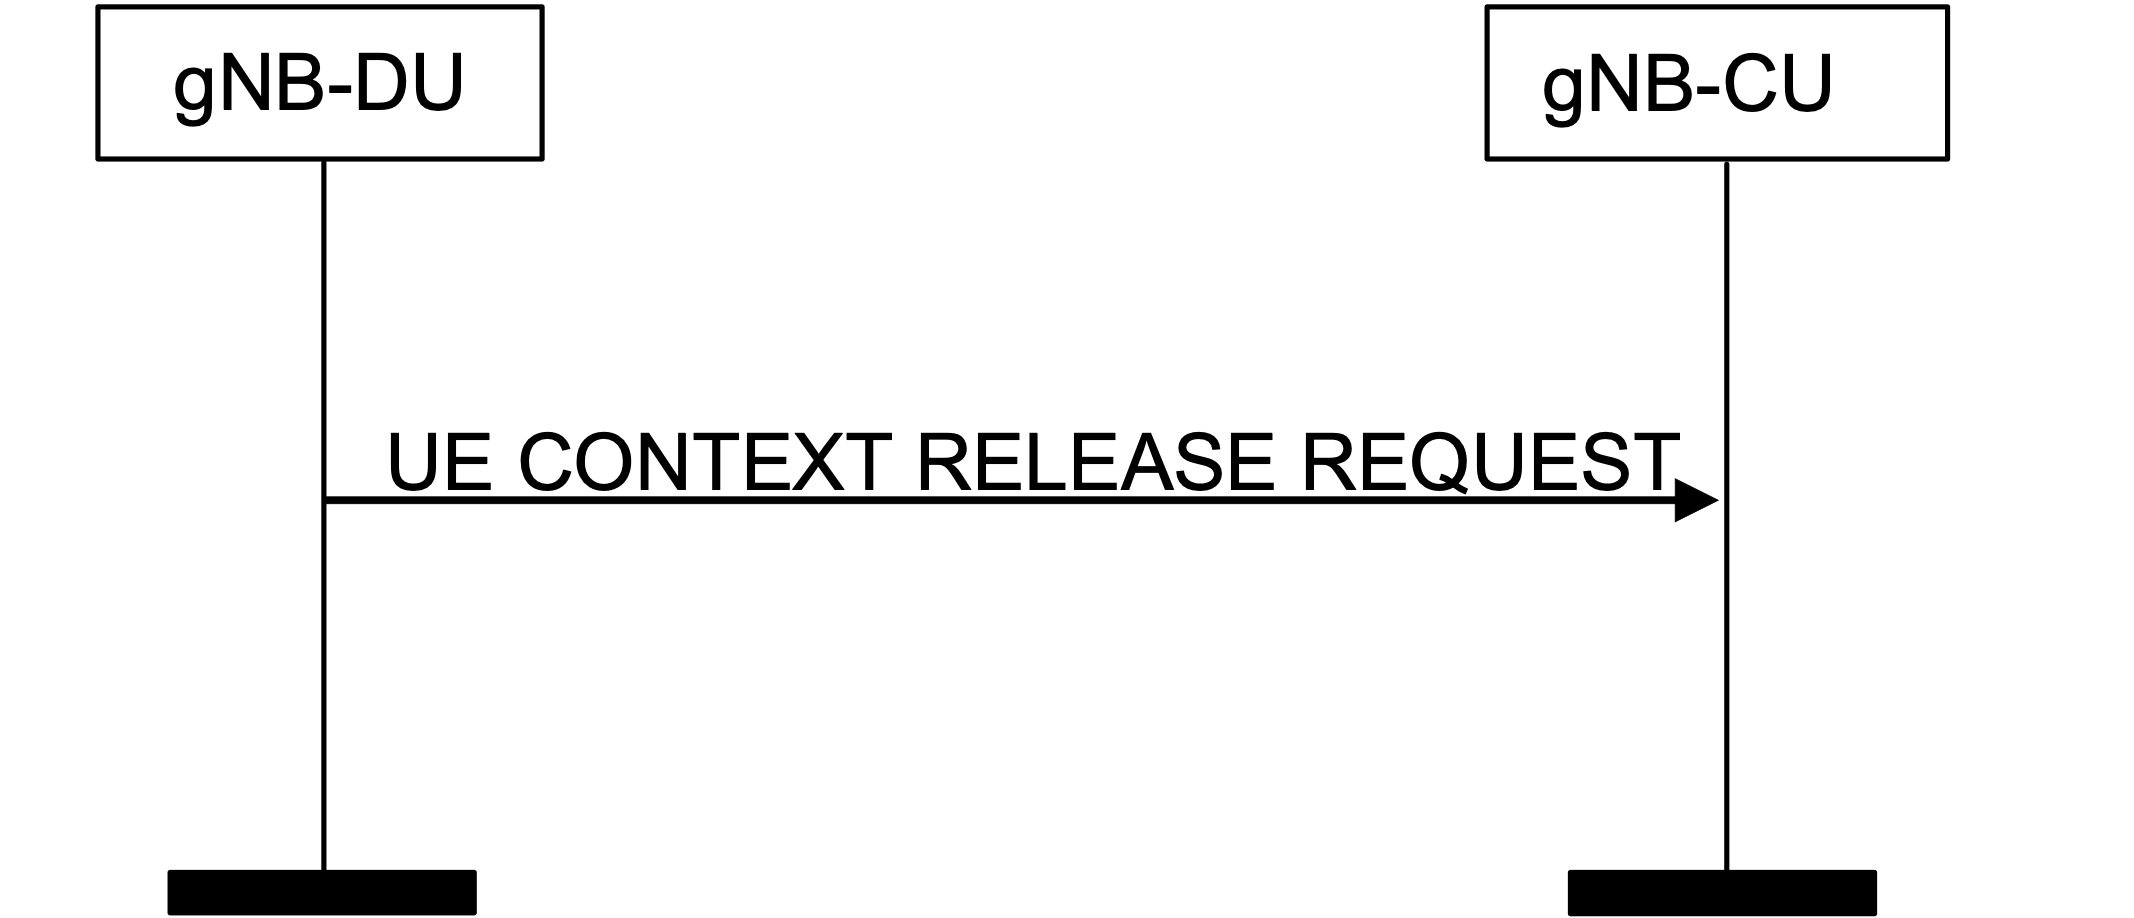 gNB-DU
gNB-CU
UE CONTEXT RELEASE REQUEST